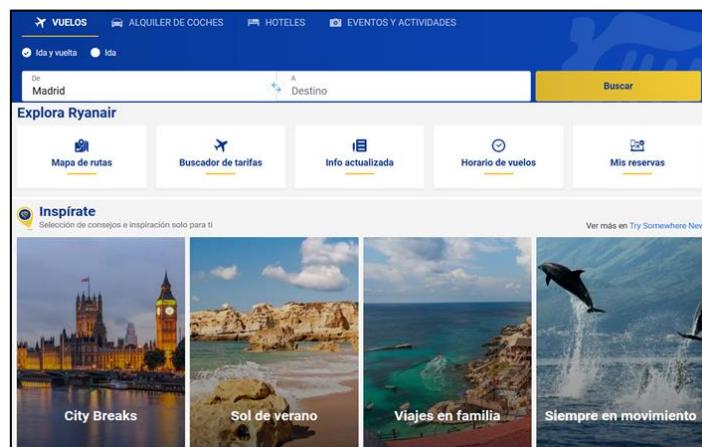 VUELOS ALQUILER DE COCHES HOTELES EVENTOS Y ACTIVIDADES
Ida y vuelta Ida
De A
Madrid Destino Buscar
Explora Ryanair
Mapa de rutas Buscador de tarifas Info actualizada Horario de vuelos Mis reservas
Inspírate
Selección de consejos e inspiración solo para ti Ver más en Try Somewhere New
City Breaks Sol de verano Viajes en familia Siempre en movimiento